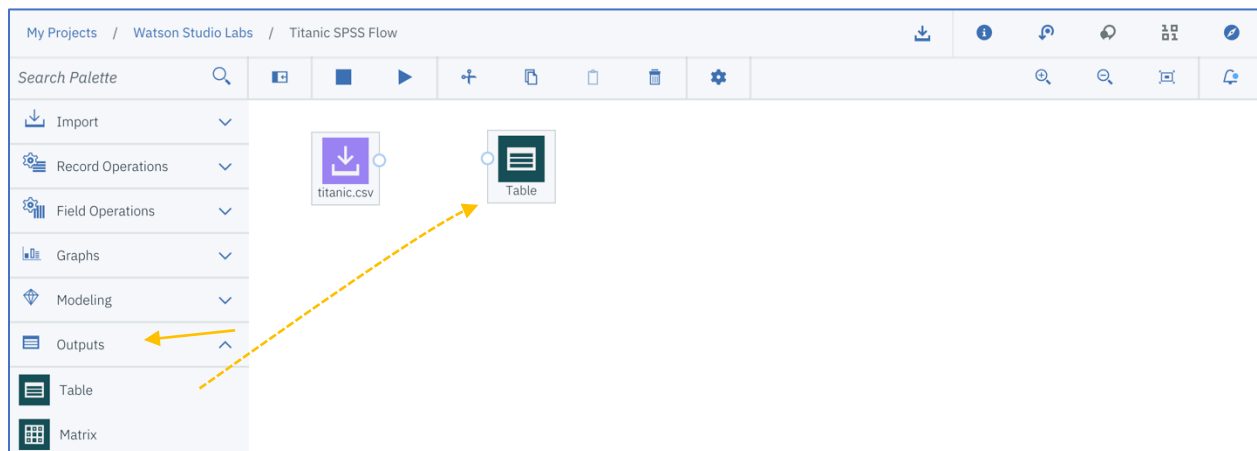 My Projects / Watson Studio Labs / Titanic SPSS Flow
Search Palette
Import
Record Operations
Field Operations
Graphs
Modeling
Outputs
Table
Matrix
titanic.csv
Table